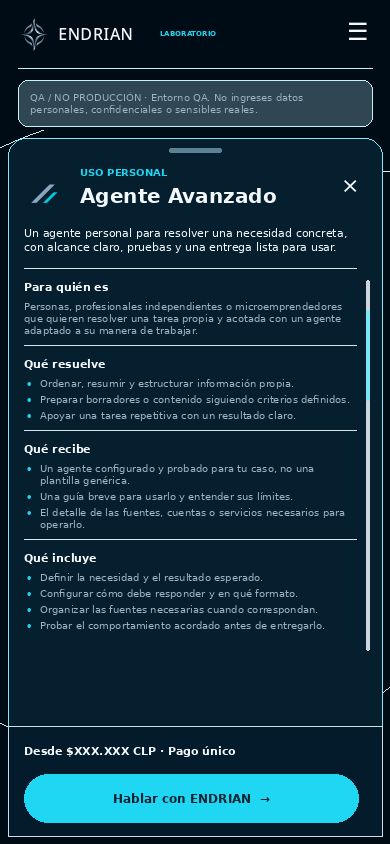 ENDRIAN LABORATORIO
QA / NO PRODUCCIÓN · Entorno QA. No ingreses datos
personales, confidenciales o sensibles reales.
USO PERSONAL
Agente Avanzado
Un agente personal para resolver una necesidad concreta,
con alcance claro, pruebas y una entrega lista para usar.
Para quién es
Personas, profesionales independientes o microemprendedores
que quieren resolver una tarea propia y acotada con un agente
adaptado a su manera de trabajar.
Qué resuelve
• Ordenar, resumir y estructurar información propia.
• Preparar borradores o contenido siguiendo criterios definidos.
• Apoyar una tarea repetitiva con un resultado claro.
Qué recibe
• Un agente configurado y probado para tu caso, no una
plantilla genérica.
• Una guía breve para usarlo y entender sus límites.
• El detalle de las fuentes, cuentas o servicios necesarios para
operarlo.
Qué incluye
• Definir la necesidad y el resultado esperado.
• Configurar cómo debe responder y en qué formato.
• Organizar las fuentes necesarias cuando correspondan.
• Probar el comportamiento acordado antes de entregarlo.
Desde $XXX.XXX CLP · Pago único
Hablar con ENDRIAN →